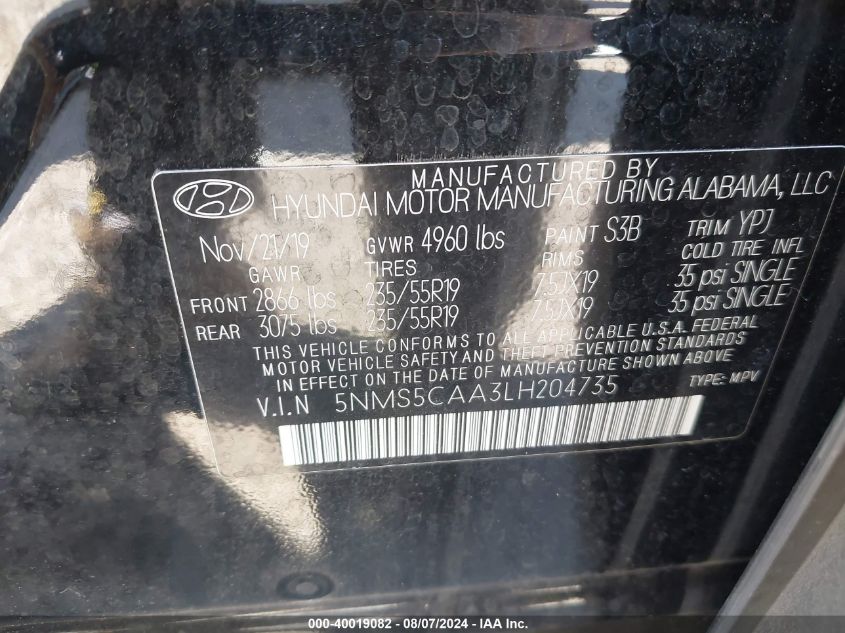 MANUFACTURED BY
HYUNDAI MOTOR MANUFACTURING ALABAMA, LLC
Nov/21/19 GVWR 4960 lbs PAINT S3B TRIM YPJ
GAWR TIRES RIMS COLD TIRE INFL
FRONT 2866 lbs 235/55R19 7.5JX19 35 psi SINGLE
REAR 3075 lbs 235/55R19 7.5JX19 35 psi SINGLE
THIS VEHICLE CONFORMS TO ALL APPLICABLE U.S.A. FEDERAL
MOTOR VEHICLE SAFETY AND THEFT PREVENTION STANDARDS
IN EFFECT ON THE DATE OF MANUFACTURE SHOWN ABOVE
V.I.N 5NMS5CAA3LH204735 TYPE: MPV
000-40019082 - 08/07/2024 - IAA Inc.